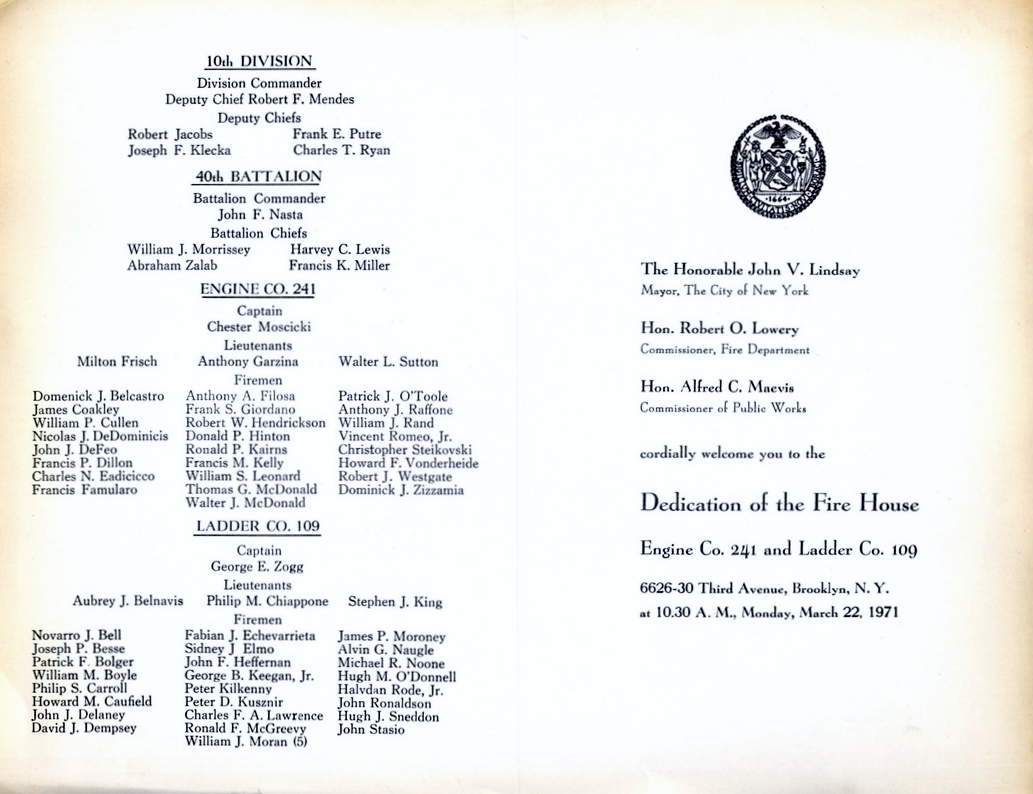 10th DIVISION
Division Commander
Deputy Chief Robert F. Mendes
Deputy Chiefs
Robert Jacobs Frank E. Putre
Joseph F. Klecka Charles T. Ryan
40th BATTALION
Battalion Commander
John F. Nasta
Battalion Chiefs
William J. Morrissey Harvey C. Lewis
Abraham Zalab Francis K. Miller
ENGINE CO. 241
Captain
Chester Moscicki
Lieutenants
Milton Frisch Anthony Garzina Walter L. Sutton
Firemen
Domenick J. Belcastro Anthony A. Filosa Patrick J. O'Toole
James Coakley Frank S. Giordano Anthony J. Raffone
William P. Cullen Robert W. Hendrickson William J. Rand
Nicolas J. DeDominicis Donald P. Hinton Vincent Romeo, Jr.
John J. DeFeo Ronald P. Kairns Christopher Steikovski
Francis P. Dillon Francis M. Kelly Howard F. Vonderheide
Charles N. Eadicicco William S. Leonard Robert J. Westgate
Francis Famularo Thomas G. McDonald Dominick J. Zizzamia
Walter J. McDonald
LADDER CO. 109
Captain
George E. Zogg
Lieutenants
Aubrey J. Belnavis Philip M. Chiappone Stephen J. King
Firemen
Novarro J. Bell Fabian J. Echevarrieta James P. Moroney
Joseph P. Besse Sidney J Elmo Alvin G. Naugle
Patrick F. Bolger John F. Heffernan Michael R. Noone
William M. Boyle George B. Keegan, Jr. Hugh M. O'Donnell
Philip S. Carroll Peter Kilkenny Halvdan Rode, Jr.
Howard M. Caufield Peter D. Kusznir John Ronaldson
John J. Delaney Charles F. A. Lawrence Hugh J. Sneddon
David J. Dempsey Ronald F. McGreevy John Stasio
William J. Moran (5)
1664
The Honorable John V. Lindsay
Mayor, The City of New York
Hon. Robert O. Lowery
Commissioner, Fire Department
Hon. Alfred C. Maevis
Commissioner of Public Works
cordially welcome you to the
Dedication of the Fire House
Engine Co. 241 and Ladder Co. 109
6626-30 Third Avenue, Brooklyn, N. Y.
at 10.30 A. M., Monday, March 22, 1971